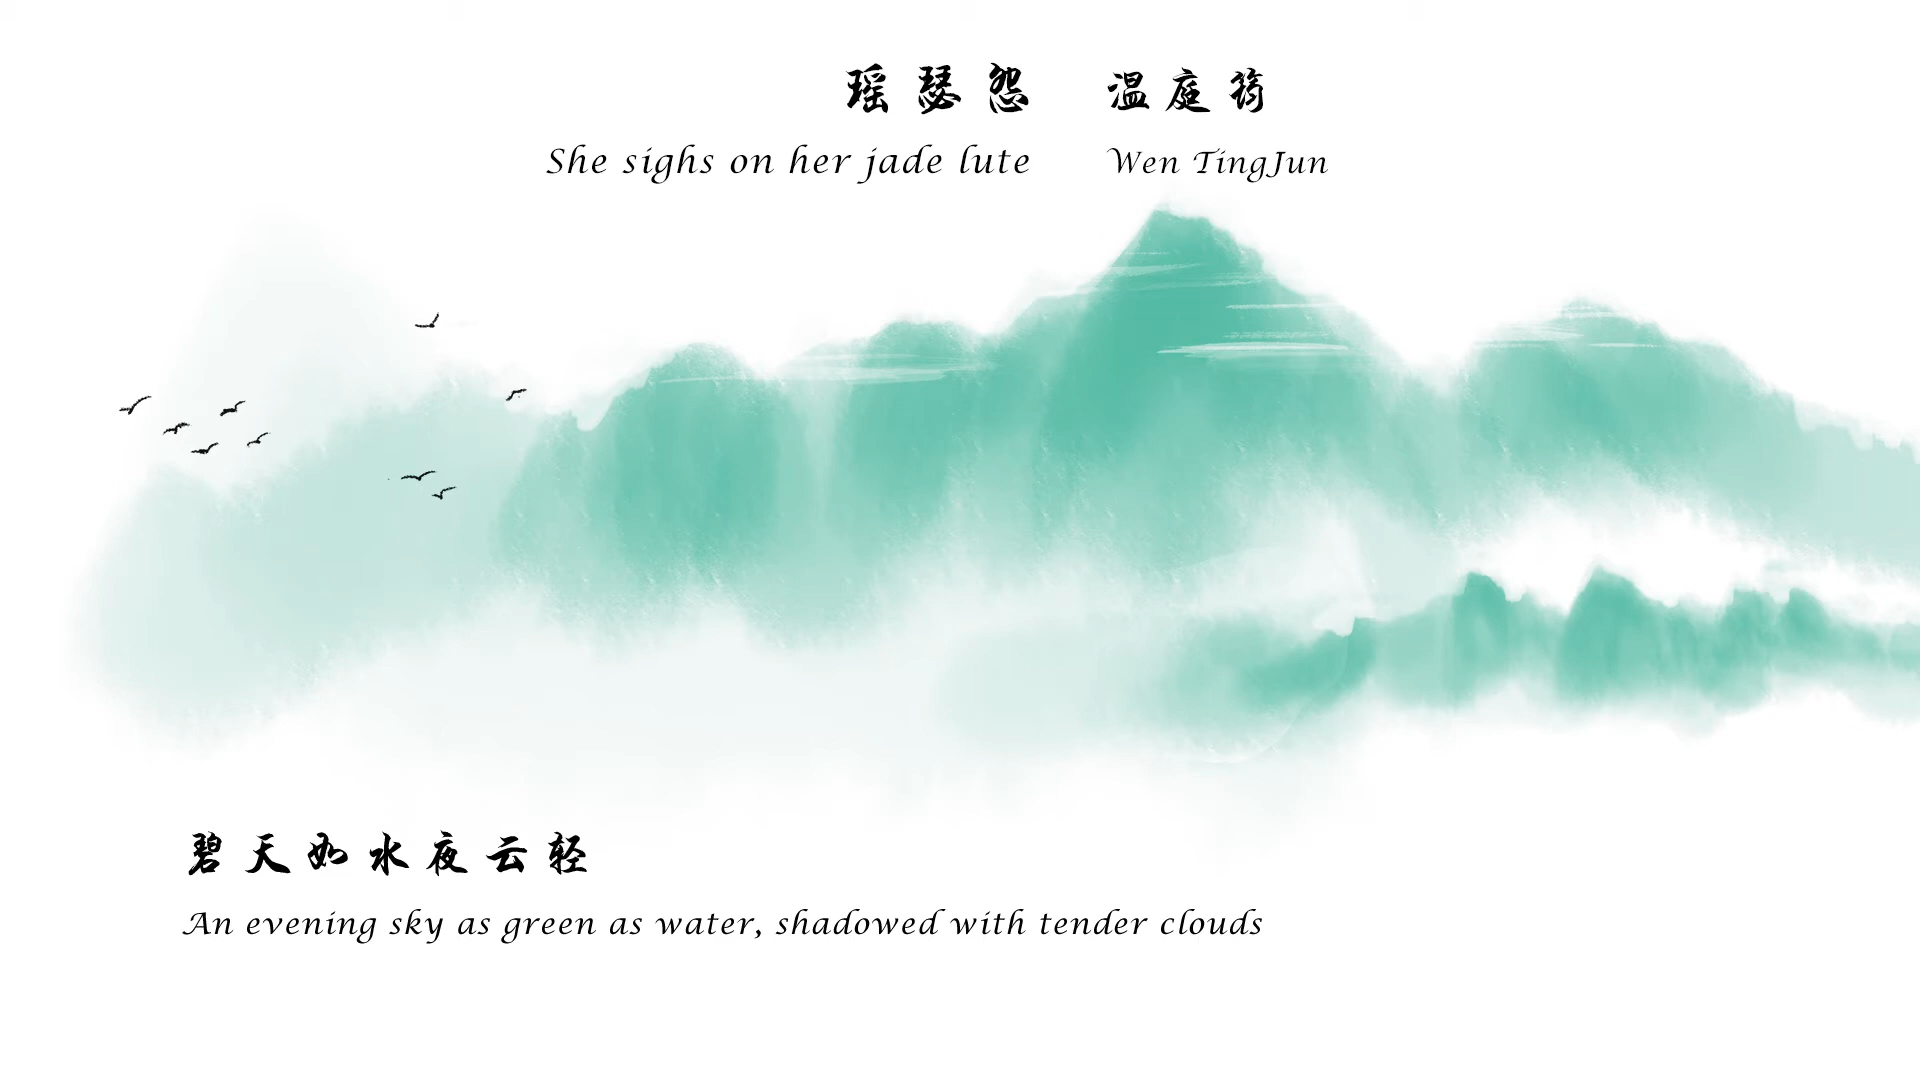 瑶瑟怨 温庭筠
She sighs on her jade lute Wen TingJun
碧天如水夜云轻
An evening sky as green as water, shadowed with tender clouds